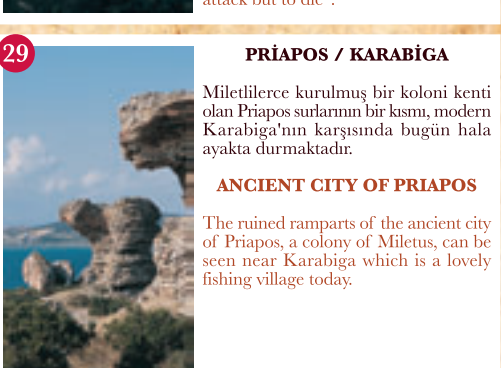 attack but to die".
29
PRİAPOS / KARABİGA
Miletlilerce kurulmuş bir koloni kenti
olan Priapos surlarının bir kısmı, modern
Karabiga'nın karşısında bugün hala
ayakta durmaktadır.
ANCIENT CITY OF PRIAPOS
The ruined ramparts of the ancient city
of Priapos, a colony of Miletus, can be
seen near Karabiga which is a lovely
fishing village today.